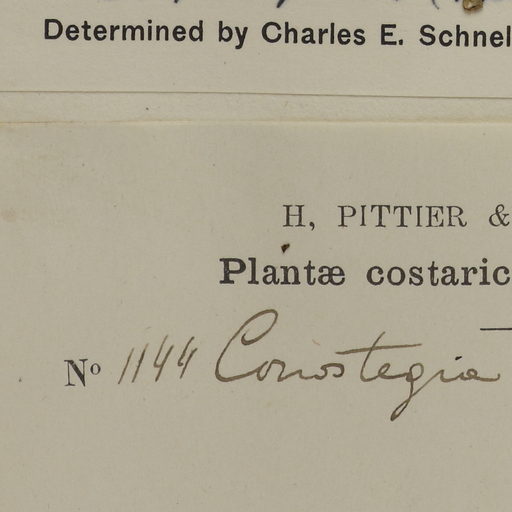 Determined by Charles E. Schnel
H, PITTIER &
Plantæ costaric
Nº 1144 Conostegia